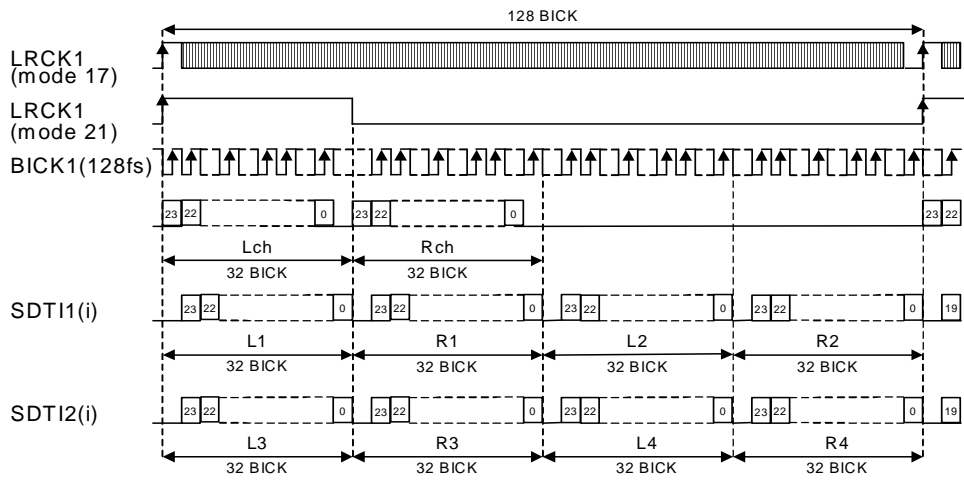 128 BICK
LRCK1
(mode 17)
LRCK1
(mode 21)
BICK1(128fs)
23 22 0 23 22 0 23 22
Lch Rch
32 BICK 32 BICK
SDTI1(i) 23 22 0 23 22 0 23 22 0 23 22 0 19
L1 R1 L2 R2
32 BICK 32 BICK 32 BICK 32 BICK
SDTI2(i) 23 22 0 23 22 0 23 22 0 23 22 0 19
L3 R3 L4 R4
32 BICK 32 BICK 32 BICK 32 BICK